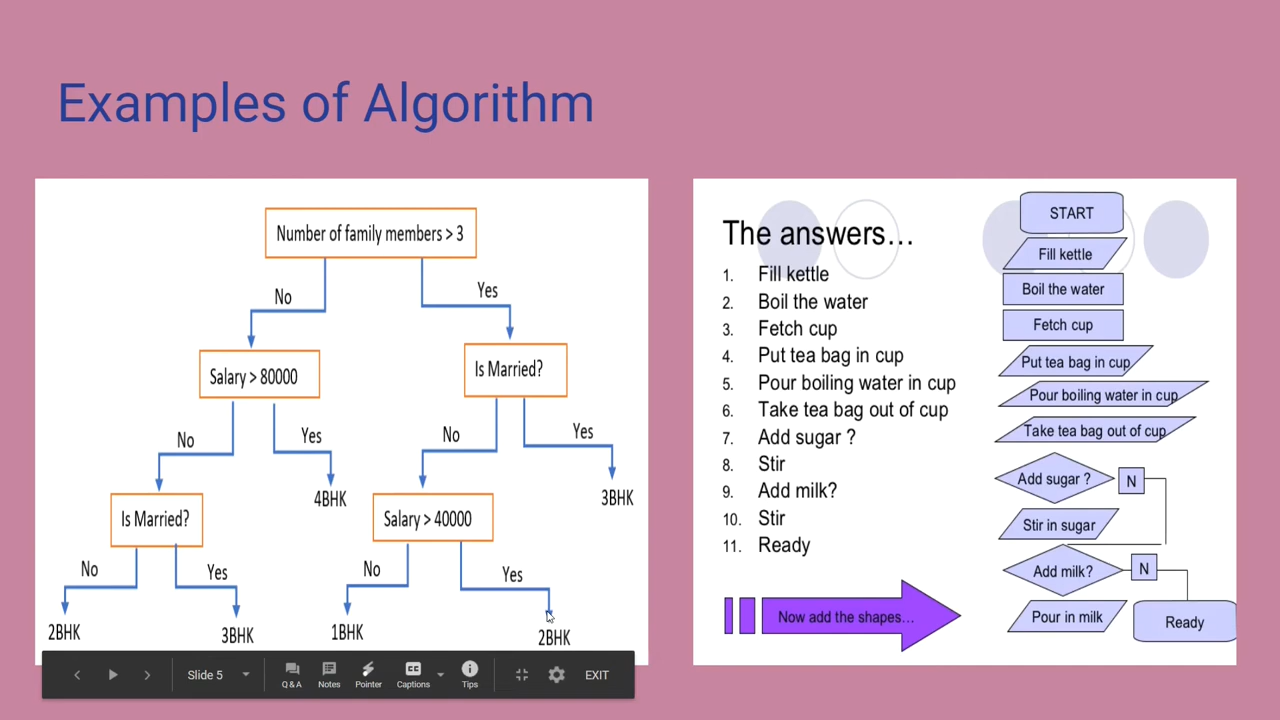 Examples of Algorithm
Number of family members > 3
No
Yes
Salary > 80000
Is Married?
No
Yes
No
Yes
Is Married?
4BHK
Salary > 40000
3BHK
No
Yes
No
Yes
2BHK
3BHK
1BHK
2BHK
The answers...
1. Fill kettle
2. Boil the water
3. Fetch cup
4. Put tea bag in cup
5. Pour boiling water in cup
6. Take tea bag out of cup
7. Add sugar ?
8. Stir
9. Add milk?
10. Stir
11. Ready
Now add the shapes...
START
Fill kettle
Boil the water
Fetch cup
Put tea bag in cup
Pour boiling water in cup
Take tea bag out of cup
Add sugar ?
N
Stir in sugar
Add milk?
N
Pour in milk
Ready
Slide 5
Q & A
Notes
Pointer
CC
Captions
Tips
EXIT